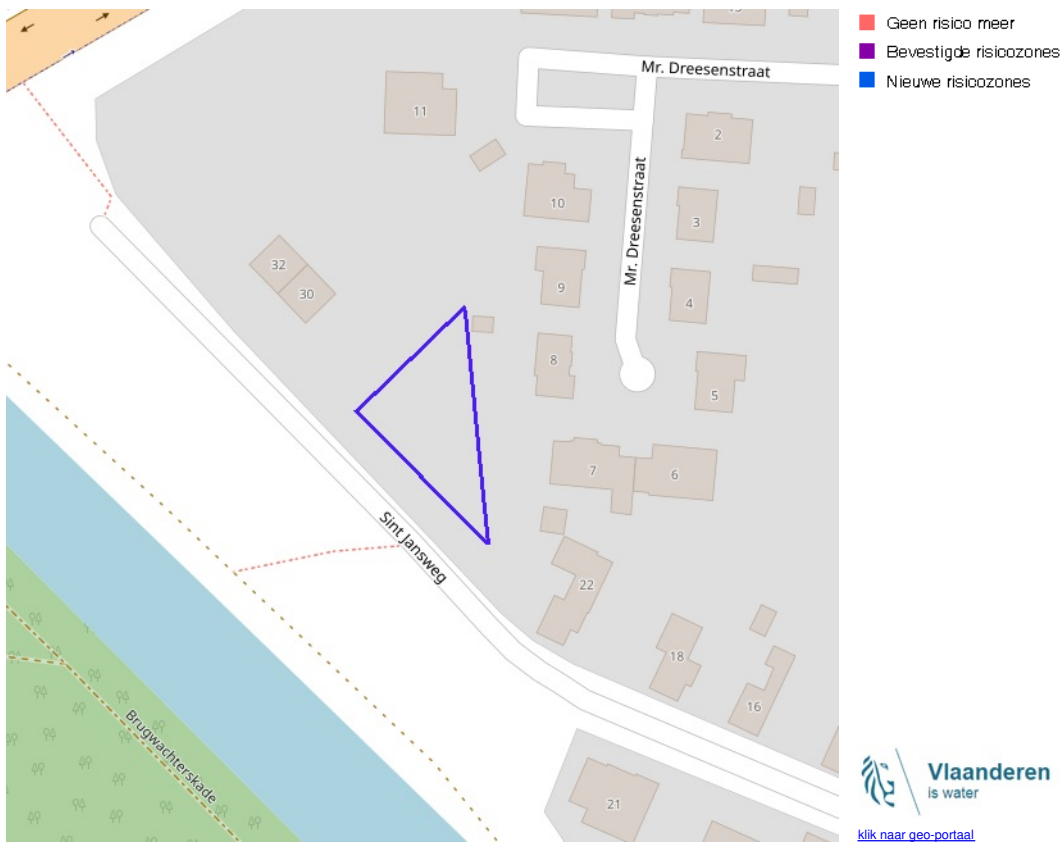 Geen risico meer
Bevestigde risicozones
Nieuwe risicozones
Mr. Dreesenstraat
11
2
Mr. Dreesenstraat
10
3
32
30
9
4
8
5
7
6
Sint Jansweg
22
18
16
Brugwachterskade
21
Vlaanderen
is water
klik naar geo-portaal